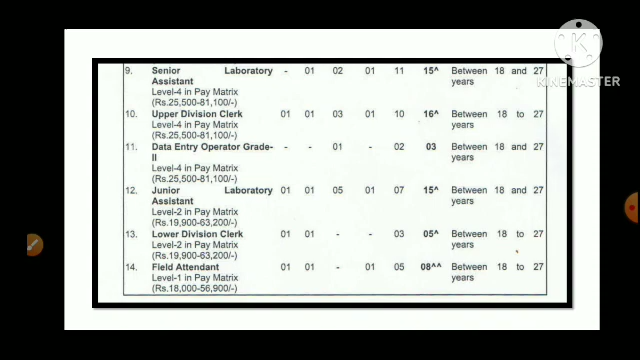 KINEMASTER
9. Senior Laboratory - 01 02 01 11 15^ Between 18 and 27
Assistant years
Level-4 in Pay Matrix
(Rs.25,500-81,100/-)
10. Upper Division Clerk 01 01 03 01 10 16^ Between 18 to 27
Level-4 in Pay Matrix years
(Rs.25,500-81,100/-)
11. Data Entry Operator Grade- - - 01 - 02 03 Between 18 and 27
II years
Level-4 in Pay Matrix
(Rs.25,500-81,100/-)
12. Junior Laboratory 01 01 05 01 07 15^ Between 18 and 27
Assistant years
Level-2 in Pay Matrix
(Rs.19,900-63,200/-)
13. Lower Division Clerk 01 01 - - 03 05^ Between 18 to 27
Level-2 in Pay Matrix years
(Rs.19,900-63,200/-)
14. Field Attendant 01 01 - 01 05 08^^ Between 18 to 27
Level-1 in Pay Matrix years
(Rs.18,000-56,900/-)